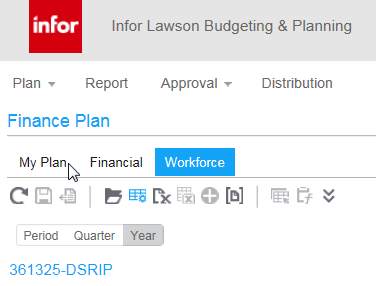 infor Infor Lawson Budgeting & Planning
Plan Report Approval Distribution
Finance Plan
My Plan Financial Workforce
Period Quarter Year
361325-DSRIP